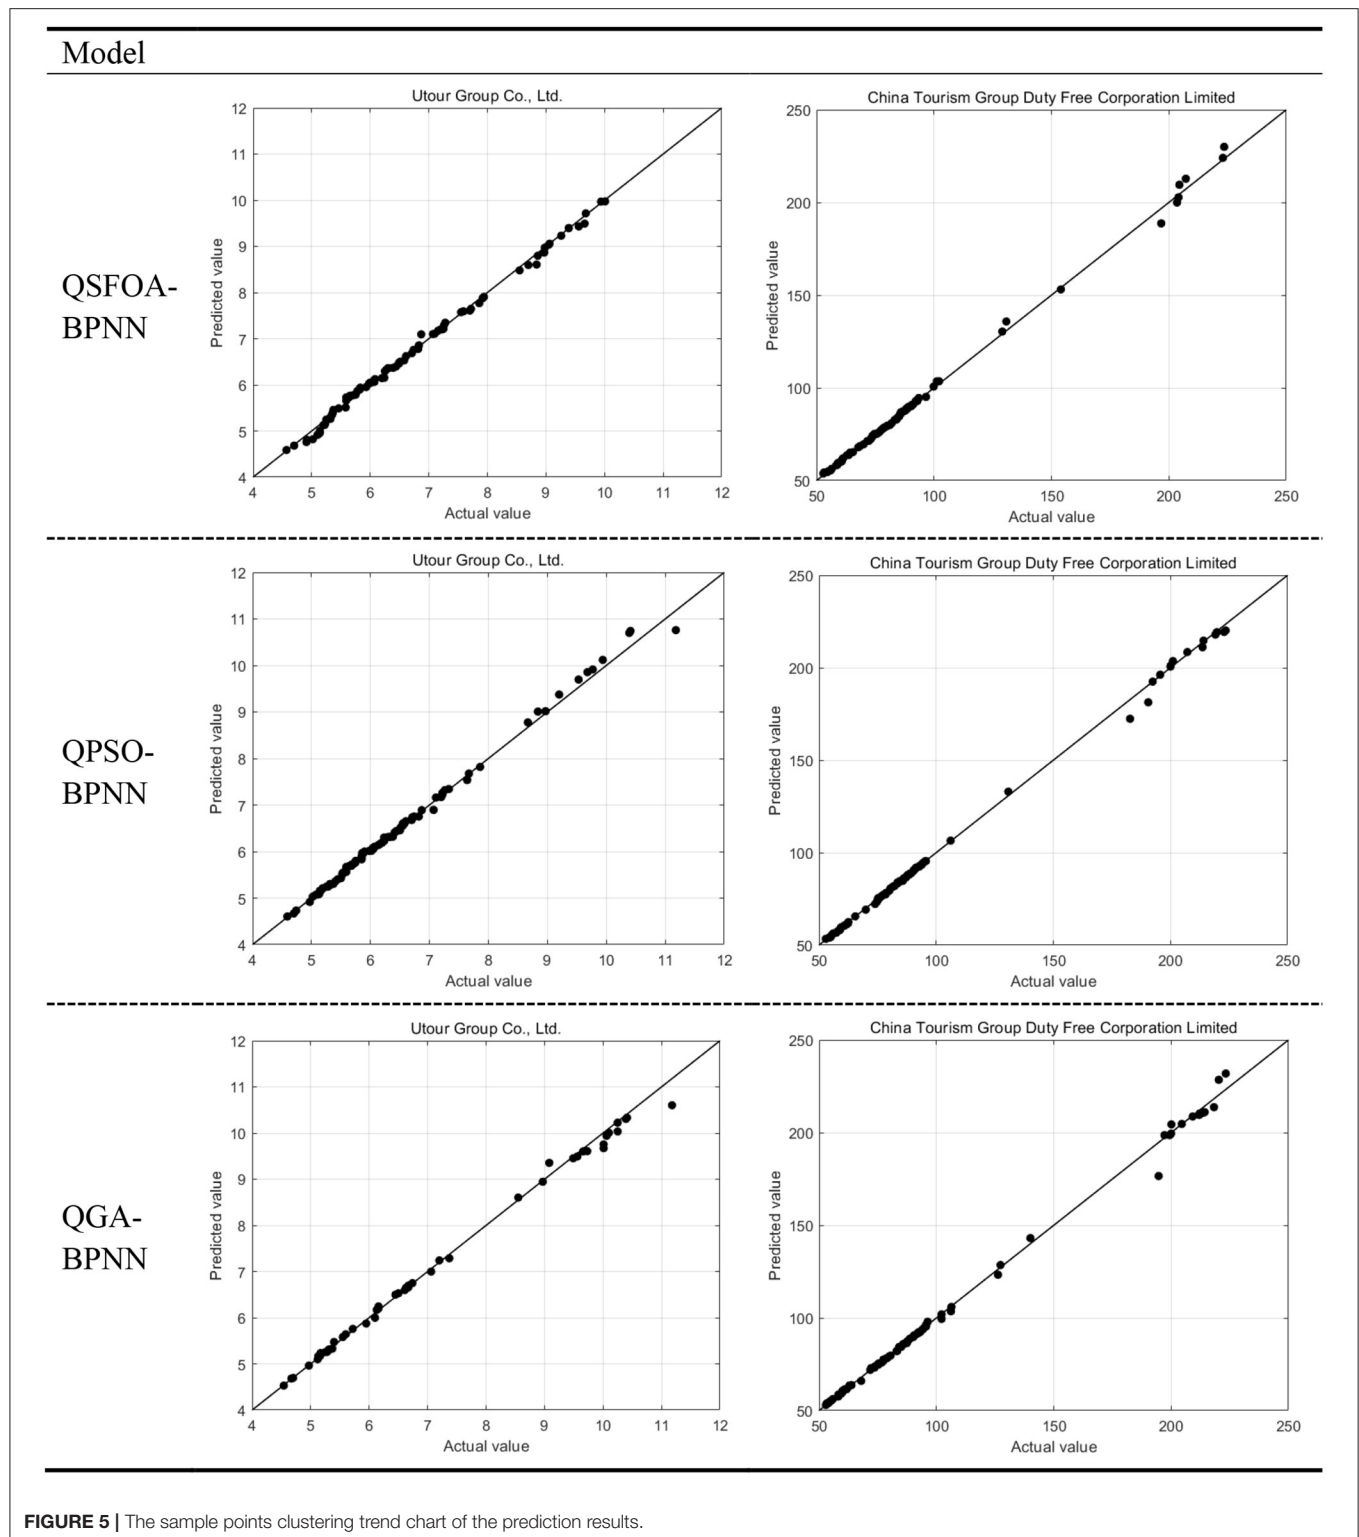 Model
Utour Group Co., Ltd.
12
11
10
9
8
7
6
5
4
Predicted value
4 5 6 7 8 9 10 11 12
Actual value
China Tourism Group Duty Free Corporation Limited
250
200
150
100
50
Predicted value
50 100 150 200 250
Actual value
QSFOA-
BPNN
Utour Group Co., Ltd.
12
11
10
9
8
7
6
5
4
Predicted value
4 5 6 7 8 9 10 11 12
Actual value
China Tourism Group Duty Free Corporation Limited
250
200
150
100
50
Predicted value
50 100 150 200 250
Actual value
QPSO-
BPNN
Utour Group Co., Ltd.
12
11
10
9
8
7
6
5
4
Predicted value
4 5 6 7 8 9 10 11 12
Actual value
China Tourism Group Duty Free Corporation Limited
250
200
150
100
50
Predicted value
50 100 150 200 250
Actual value
QGA-
BPNN
FIGURE 5 | The sample points clustering trend chart of the prediction results.